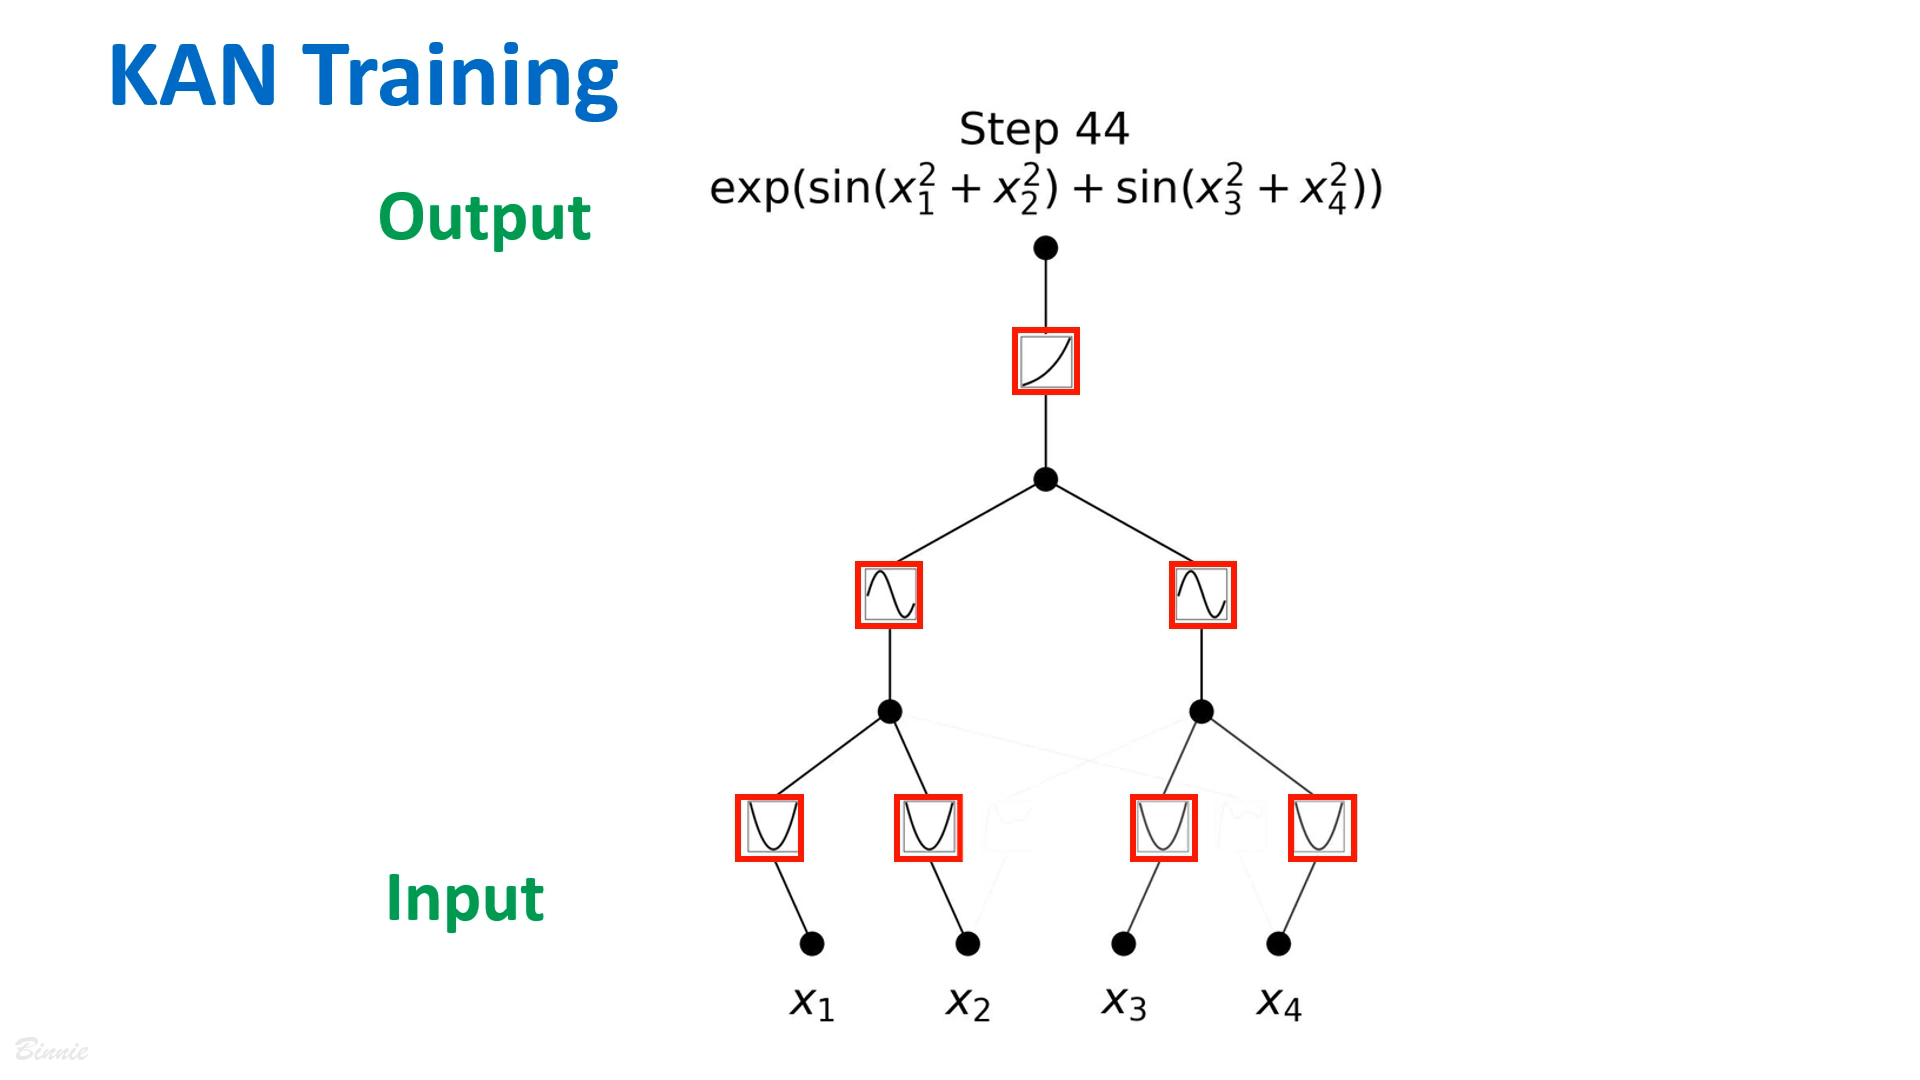 KAN Training
Step 44
exp(sin(x₁² + x₂²) + sin(x₃² + x₄²))
Output
Input
x₁ x₂ x₃ x₄
Binnie